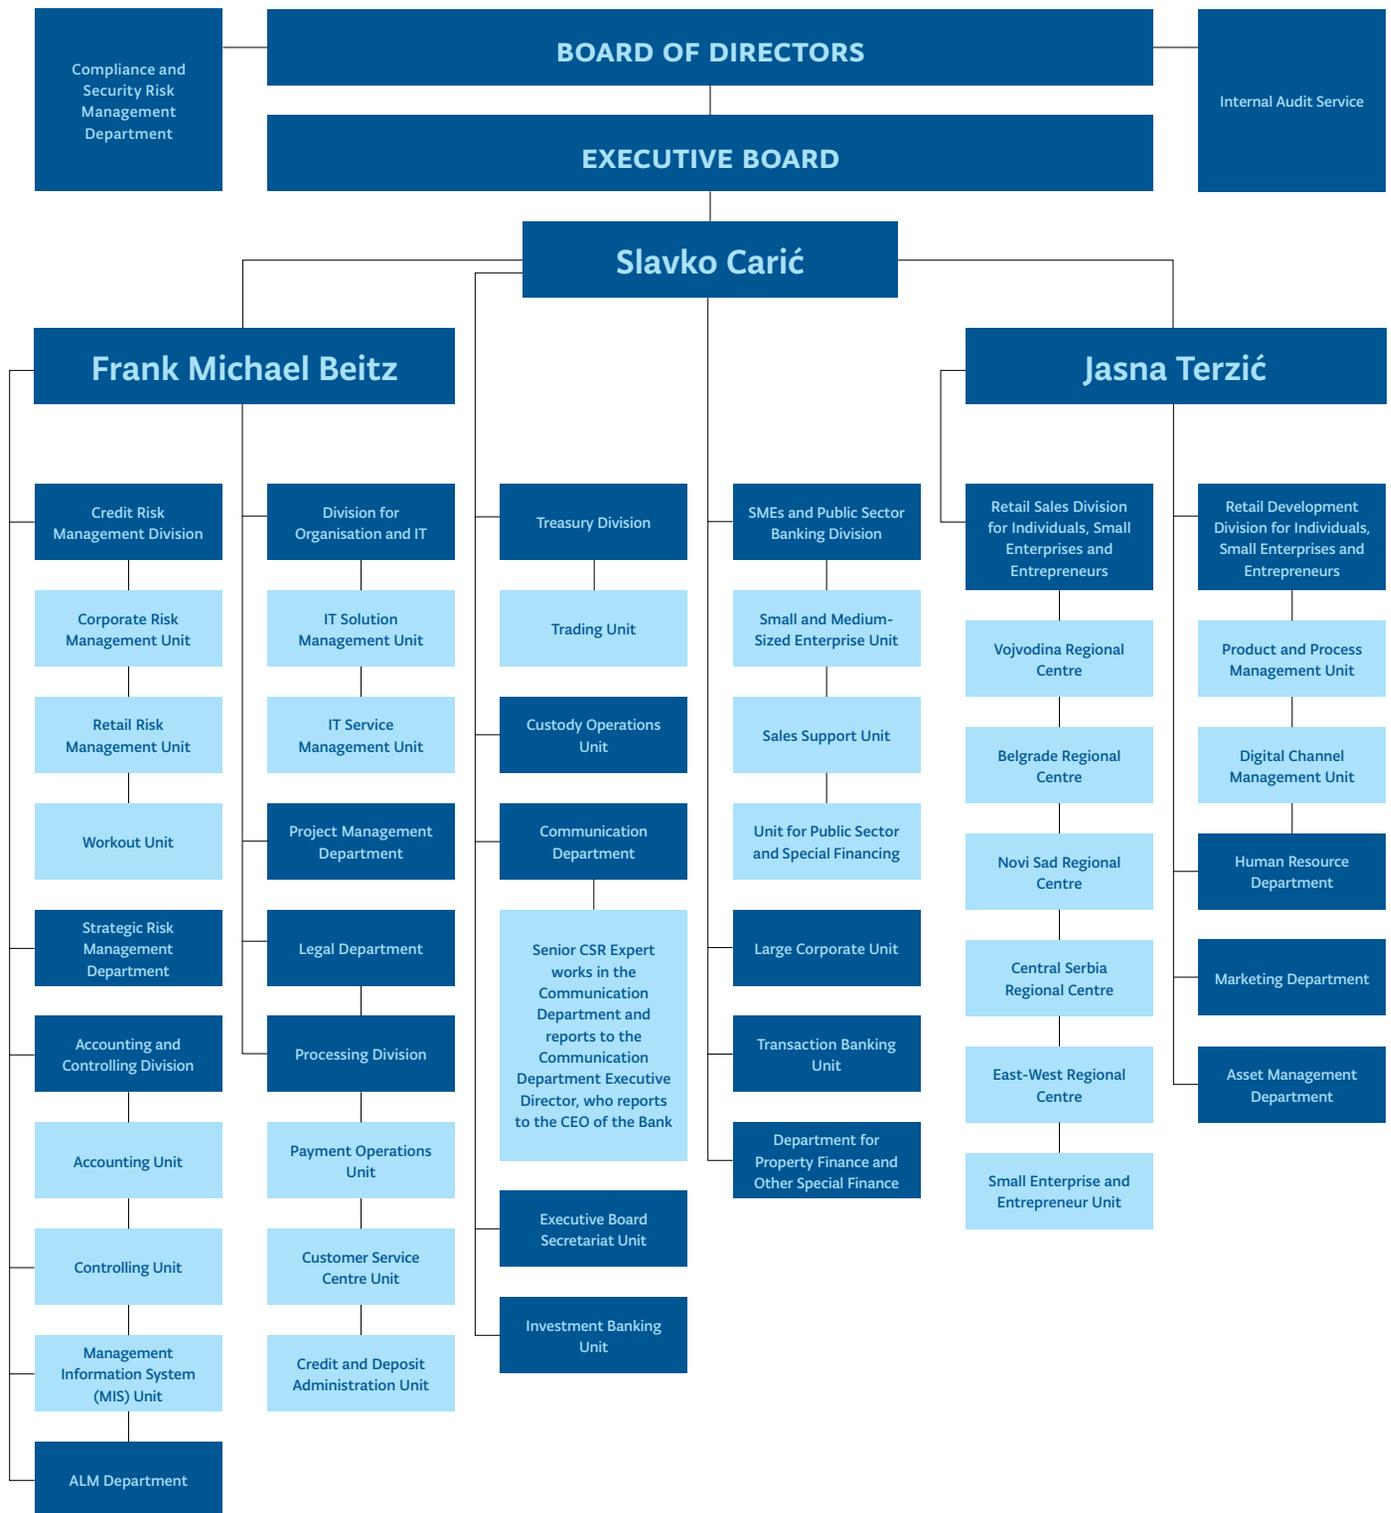 Compliance and
Security Risk
Management
Department
BOARD OF DIRECTORS
Internal Audit Service
EXECUTIVE BOARD
Slavko Carić
Frank Michael Beitz
Jasna Terzić
Credit Risk
Management Division
Corporate Risk
Management Unit
Retail Risk
Management Unit
Workout Unit
Strategic Risk
Management
Department
Accounting and
Controlling Division
Accounting Unit
Controlling Unit
Management
Information System
(MIS) Unit
ALM Department
Division for
Organisation and IT
IT Solution
Management Unit
IT Service
Management Unit
Project Management
Department
Legal Department
Processing Division
Payment Operations
Unit
Customer Service
Centre Unit
Credit and Deposit
Administration Unit
Treasury Division
Trading Unit
Custody Operations
Unit
Communication
Department
Senior CSR Expert
works in the
Communication
Department and
reports to the
Communication
Department Executive
Director, who reports
to the CEO of the Bank
Executive Board
Secretariat Unit
Investment Banking
Unit
SMEs and Public Sector
Banking Division
Small and Medium-
Sized Enterprise Unit
Sales Support Unit
Unit for Public Sector
and Special Financing
Large Corporate Unit
Transaction Banking
Unit
Department for
Property Finance and
Other Special Finance
Retail Sales Division
for Individuals, Small
Enterprises and
Entrepreneurs
Vojvodina Regional
Centre
Belgrade Regional
Centre
Novi Sad Regional
Centre
Central Serbia
Regional Centre
East-West Regional
Centre
Small Enterprise and
Entrepreneur Unit
Retail Development
Division for Individuals,
Small Enterprises and
Entrepreneurs
Product and Process
Management Unit
Digital Channel
Management Unit
Human Resource
Department
Marketing Department
Asset Management
Department